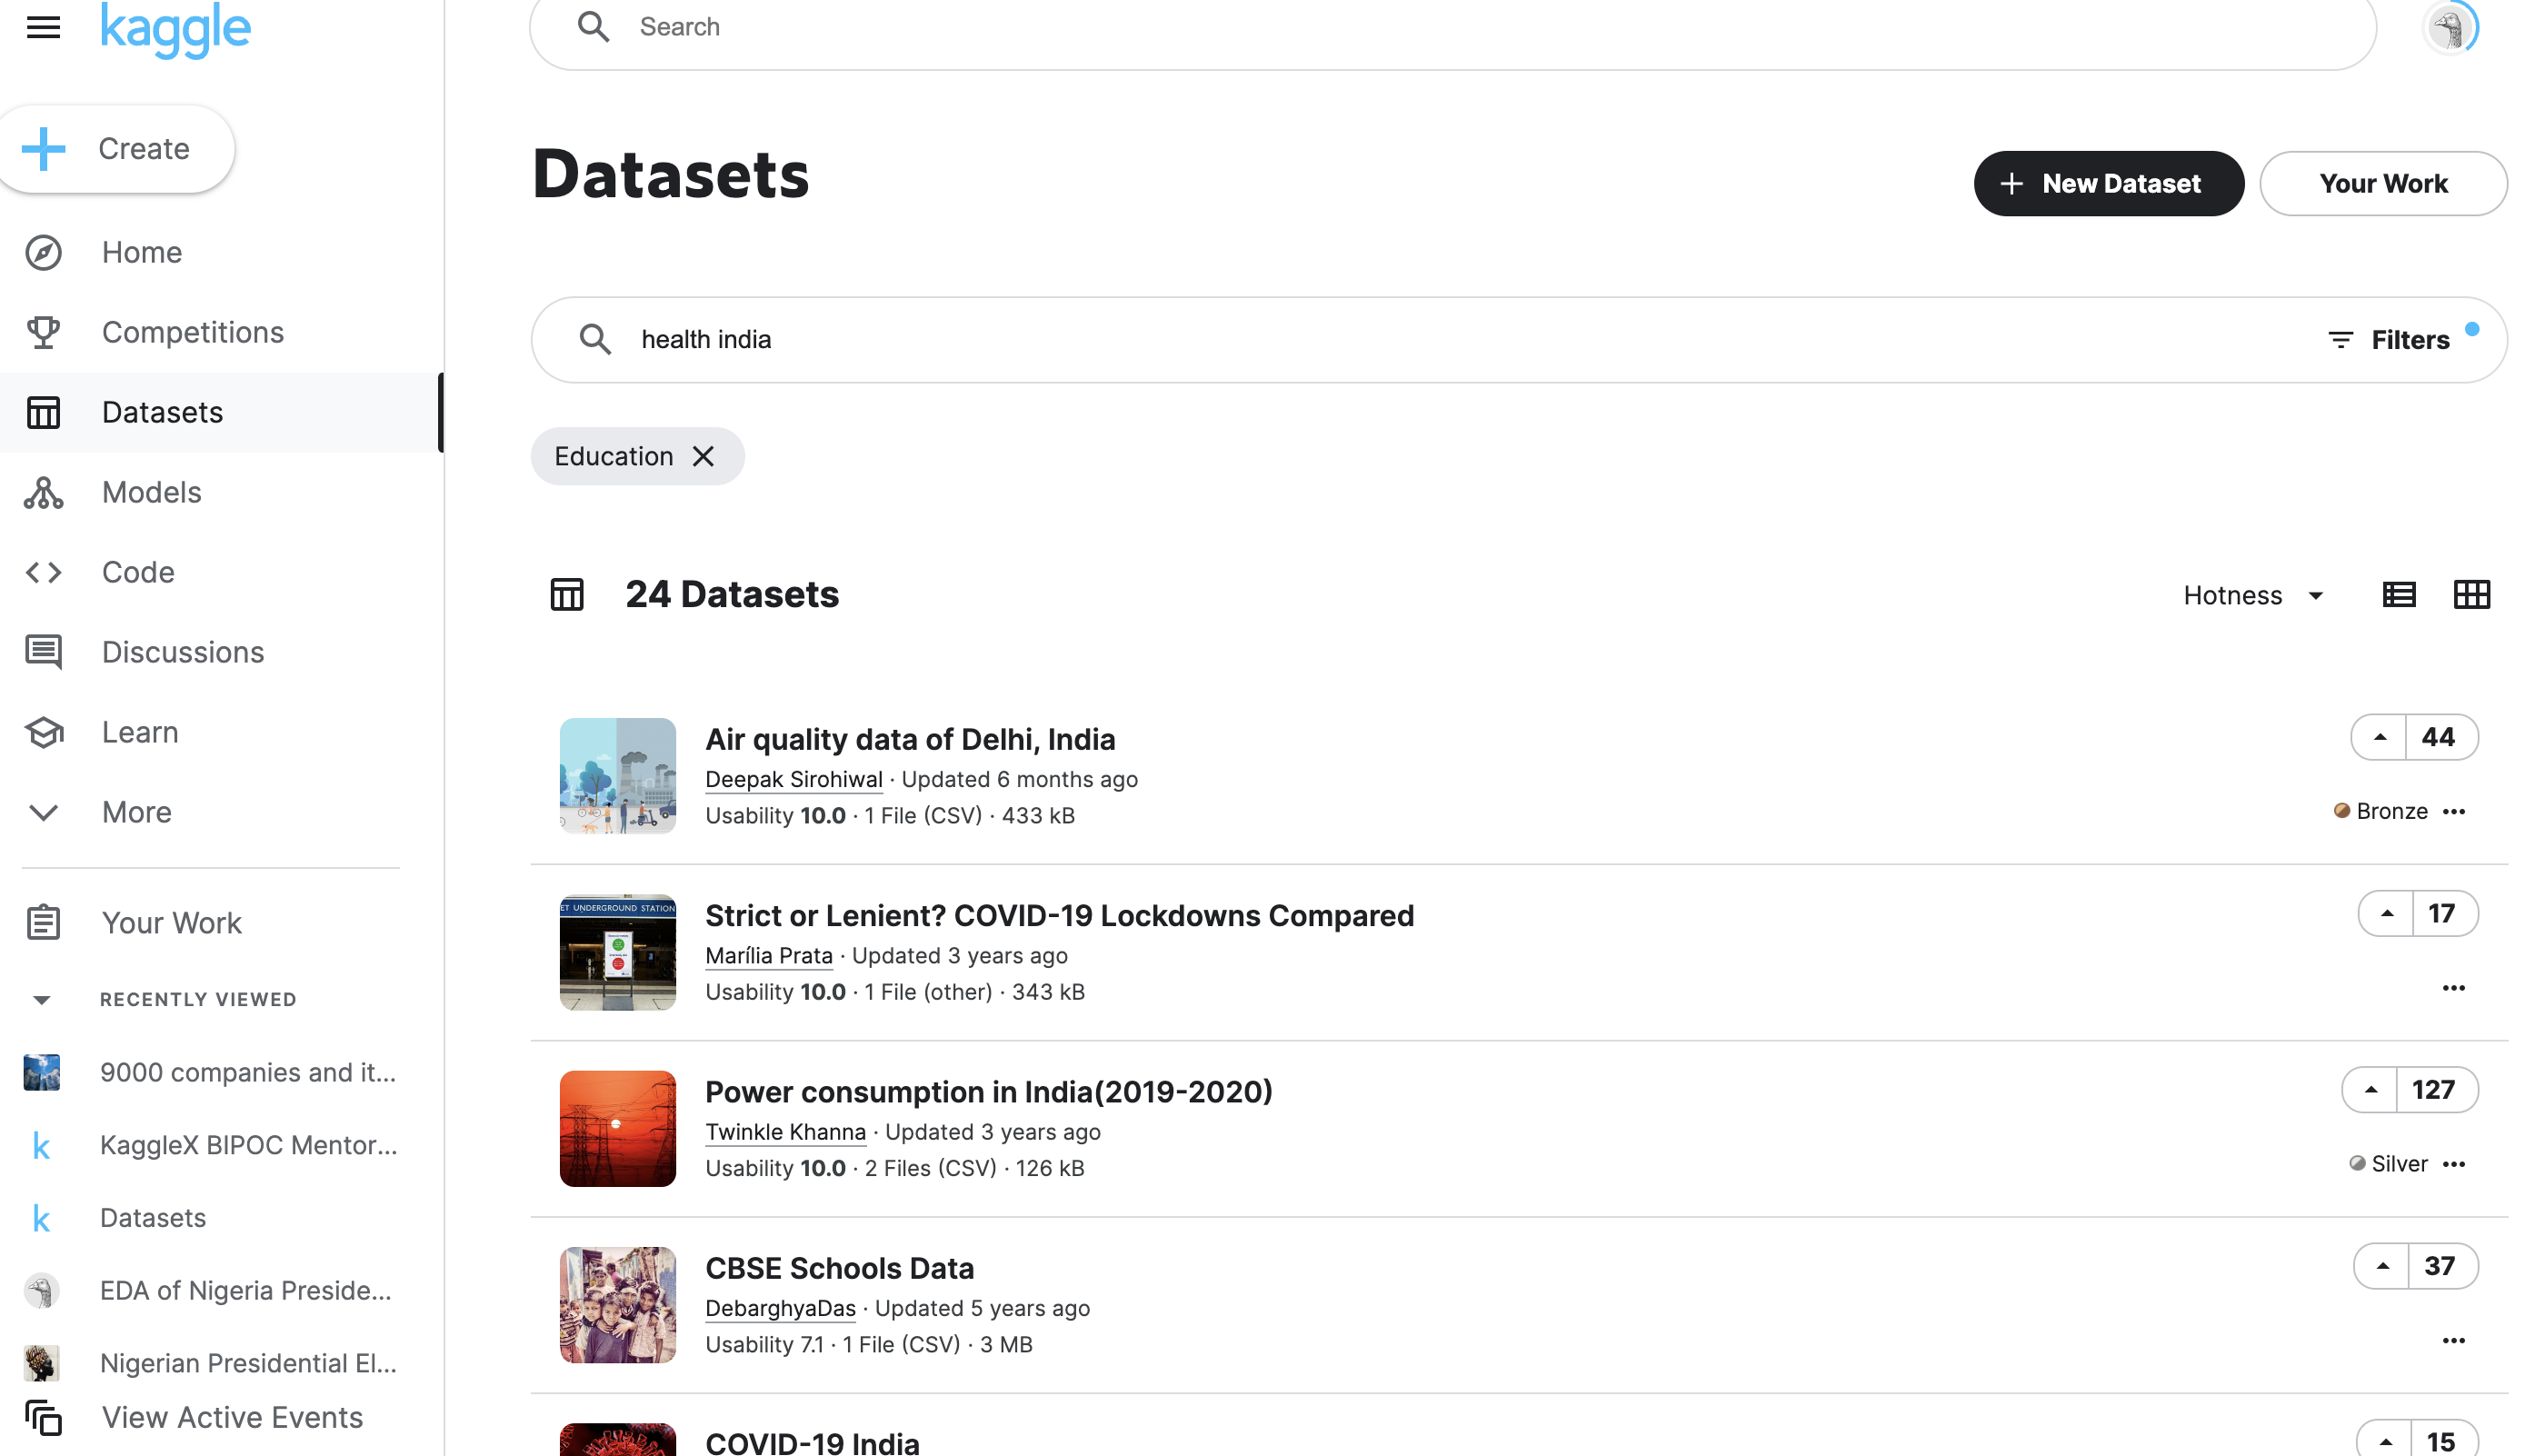 kaggle
Search
Create
Home
Competitions
Datasets
Models
Code
Discussions
Learn
More
Your Work
RECENTLY VIEWED
9000 companies and it...
KaggleX BIPOC Mentor...
Datasets
EDA of Nigeria Preside...
Nigerian Presidential El...
View Active Events
Datasets
New Dataset
Your Work
health india
Filters
Education
24 Datasets
Hotness
Air quality data of Delhi, India
44
Deepak Sirohiwal · Updated 6 months ago
Usability 10.0 · 1 File (CSV) · 433 kB
Bronze
ET UNDERGROUND STATION
Strict or Lenient? COVID-19 Lockdowns Compared
17
Marília Prata · Updated 3 years ago
Usability 10.0 · 1 File (other) · 343 kB
Power consumption in India(2019-2020)
127
Twinkle Khanna · Updated 3 years ago
Usability 10.0 · 2 Files (CSV) · 126 kB
Silver
CBSE Schools Data
37
DebarghyaDas · Updated 5 years ago
Usability 7.1 · 1 File (CSV) · 3 MB
COVID-19 India
15